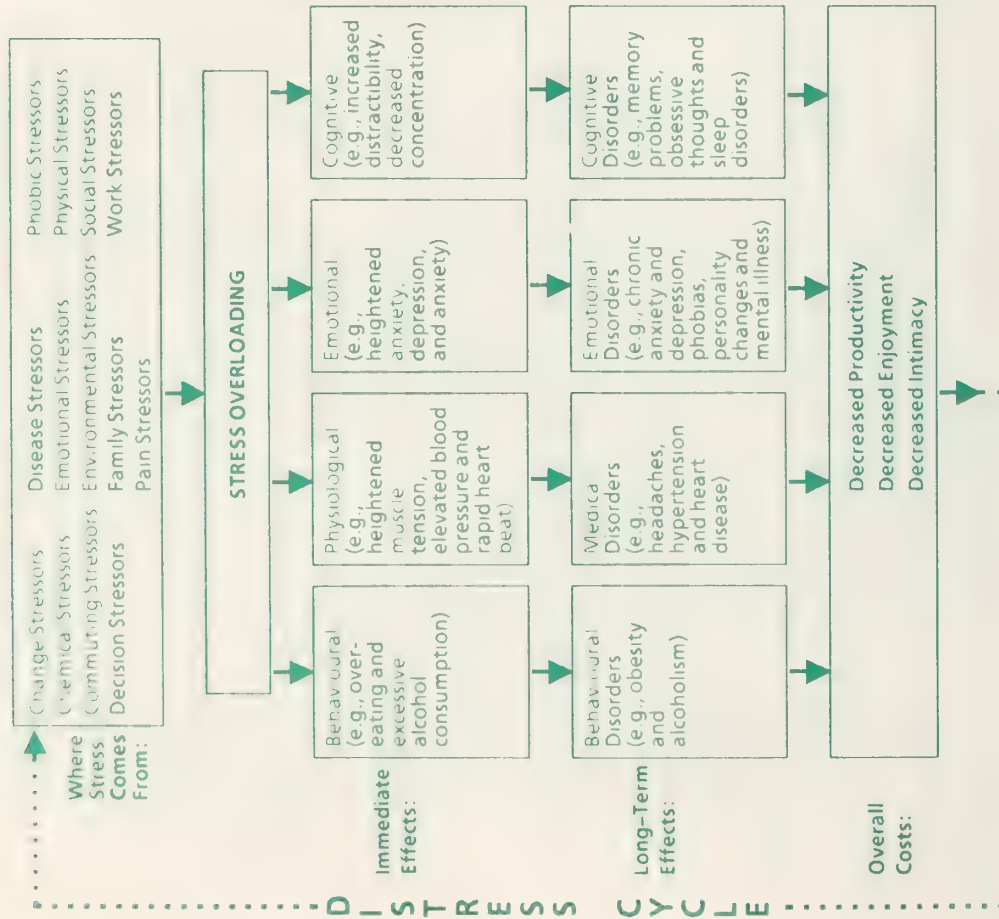 Where
Stress
Comes
From:
Change Stressors
Chemical Stressors
Commuting Stressors
Decision Stressors
Disease Stressors
Emotional Stressors
Environmental Stressors
Family Stressors
Pain Stressors
Phobic Stressors
Physical Stressors
Social Stressors
Work Stressors
STRESS OVERLOADING
Immediate
Effects:
Behavioural
(e.g., over-
eating and
excessive
alcohol
consumption)
Physiological
(e.g.,
heightened
muscle
tension,
elevated blood
pressure and
rapid heart
beat)
Emotional
(e.g.,
heightened
anxiety,
depression,
and anxiety)
Cognitive
(e.g., increased
distractibility,
decreased
concentration)
Long-Term
Effects:
Behavioural
Disorders
(e.g., obesity
and
alcoholism)
Medical
Disorders
(e.g.,
headaches,
hypertension
and heart
disease)
Emotional
Disorders
(e.g., chronic
anxiety and
depression,
phobias,
personality
changes and
mental illness)
Cognitive
Disorders
(e.g., memory
problems,
obsessive
thoughts and
sleep
disorders)
Overall
Costs:
Decreased Productivity
Decreased Enjoyment
Decreased Intimacy
DISTRESS CYCLE